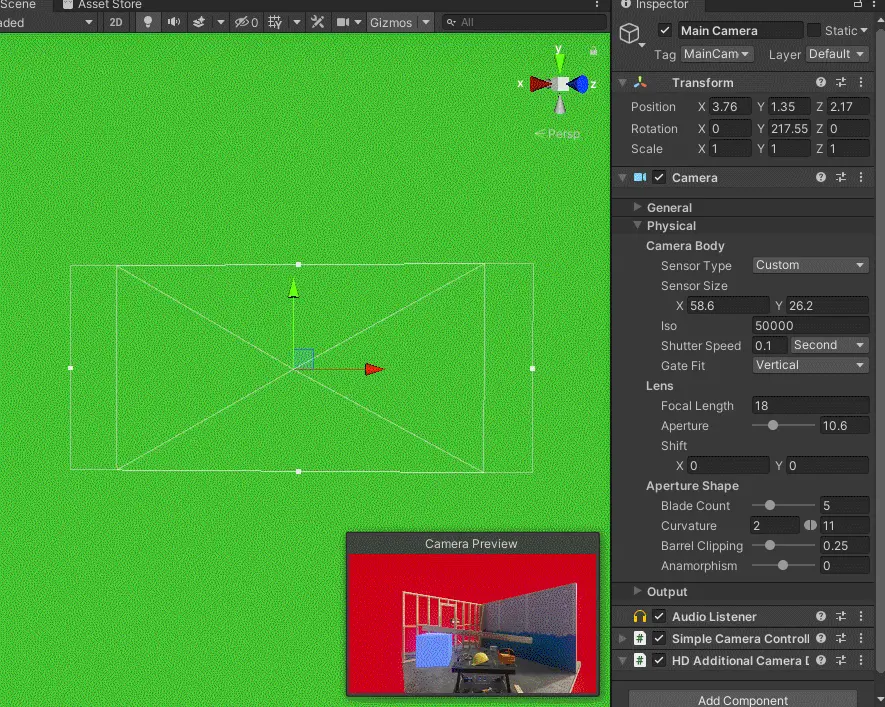 Scene Asset Store
aded 2D 0 Gizmos All
y
x z
Persp
Camera Preview
Inspector
Main Camera Static
Tag MainCam Layer Default
Transform
Position X 3.76 Y 1.35 Z 2.17
Rotation X 0 Y 217.55 Z 0
Scale X 1 Y 1 Z 1
Camera
General
Physical
Camera Body
Sensor Type Custom
Sensor Size
X 58.6 Y 26.2
Iso 50000
Shutter Speed 0.1 Second
Gate Fit Vertical
Lens
Focal Length 18
Aperture 10.6
Shift
X 0 Y 0
Aperture Shape
Blade Count 5
Curvature 2 11
Barrel Clipping 0.25
Anamorphism 0
Output
Audio Listener
# Simple Camera Controll
# HD Additional Camera D
Add Component